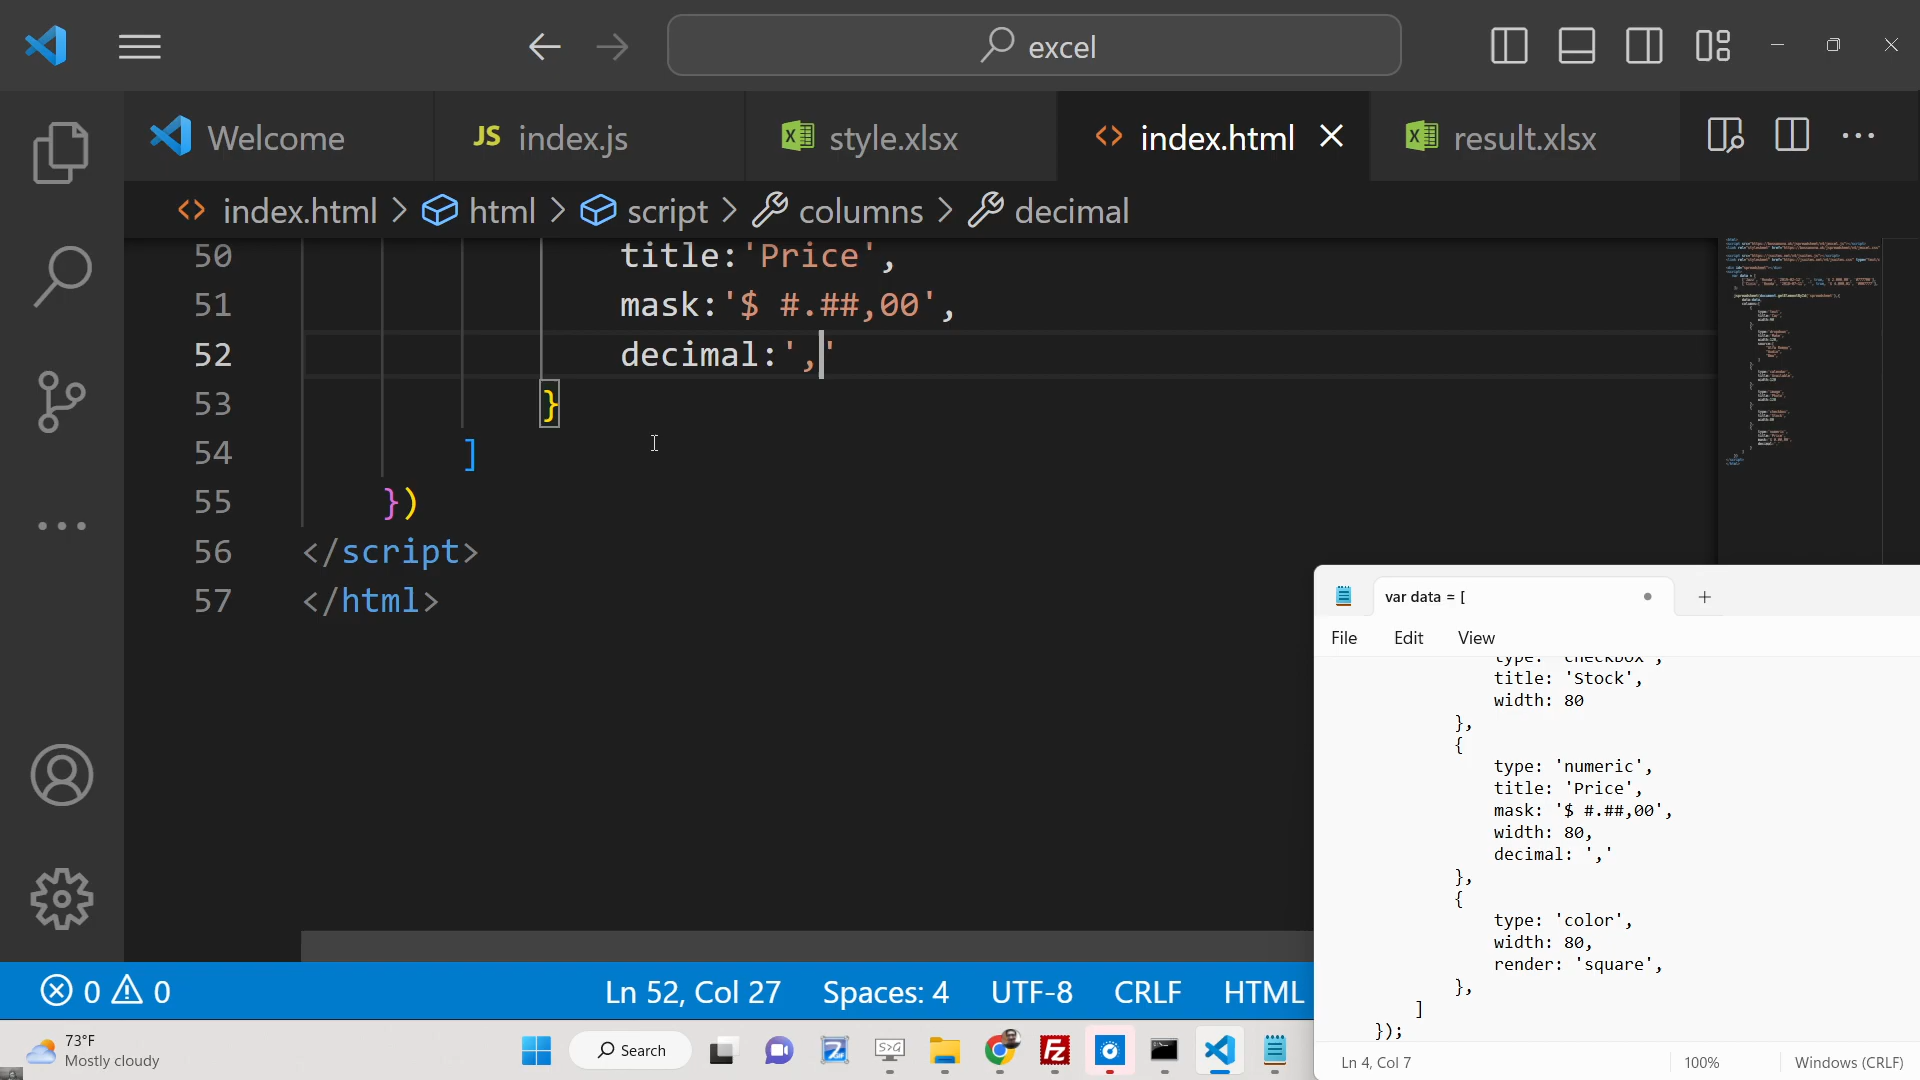 excel
Welcome
JS index.js
style.xlsx
<> index.html
result.xlsx
<> index.html > html > script > columns > decimal
50 title:'Price',
51 mask:'$ #.##,00',
52 decimal:','
53 }
54 ]
55 })
56 </script>
57 </html>
var data = [
File Edit View
type: 'checkbox',
title: 'Stock',
width: 80
},
{
type: 'numeric',
title: 'Price',
mask: '$ #.##,00',
width: 80,
decimal: ','
},
{
type: 'color',
width: 80,
render: 'square',
},
]
});
Ln 4, Col 7 100% Windows (CRLF)
0 0 Ln 52, Col 27 Spaces: 4 UTF-8 CRLF HTML
73°F
Mostly cloudy
Search